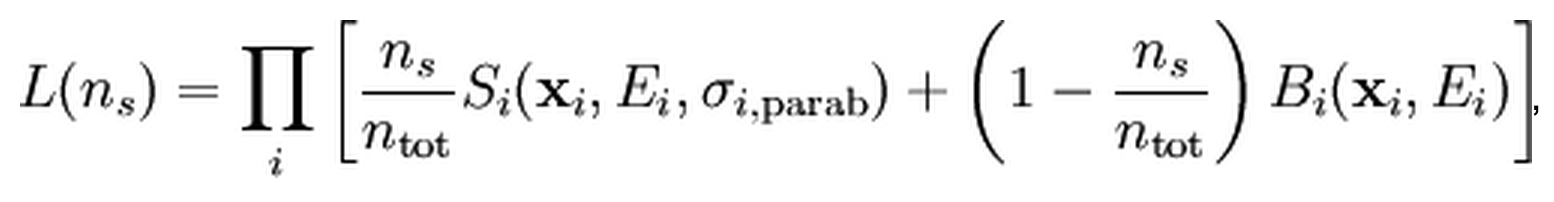 L(n_s) = \prod_i \left[ \frac{n_s}{n_{\text{tot}}} S_i(\mathbf{x}_i, E_i, \sigma_{i,\text{parab}}) + \left( 1 - \frac{n_s}{n_{\text{tot}}} \right) B_i(\mathbf{x}_i, E_i) \right],